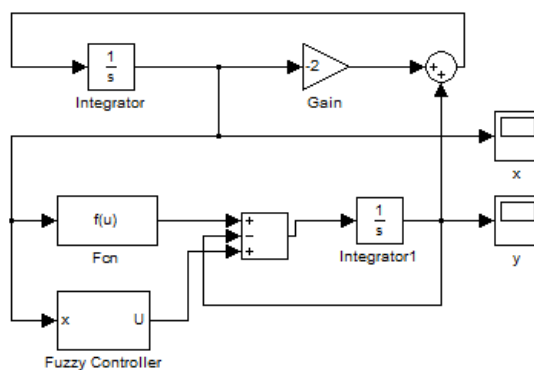 1
s
Integrator
-2
Gain
+
+
x
f(u)
Fcn
+
−
+
1
s
Integrator1
y
x U
Fuzzy Controller